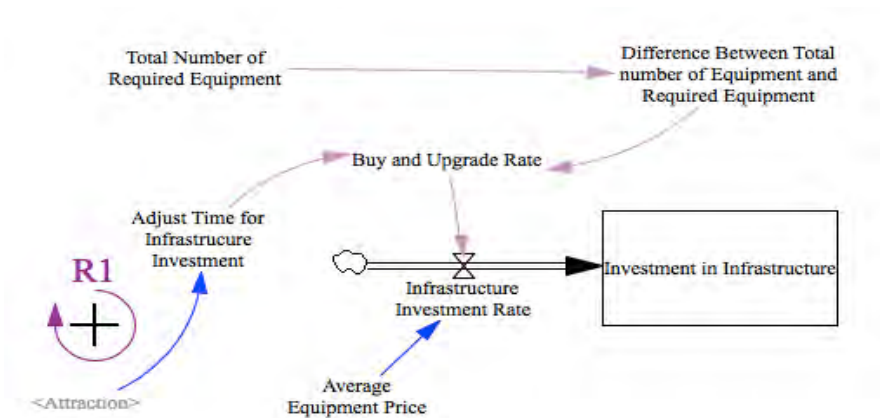 Total Number of
Required Equipment
Difference Between Total
number of Equipment and
Required Equipment
Buy and Upgrade Rate
Adjust Time for
Infrastrucure
Investment
R1
Investment in Infrastructure
Infrastructure
Investment Rate
Average
Equipment Price
<Attraction>